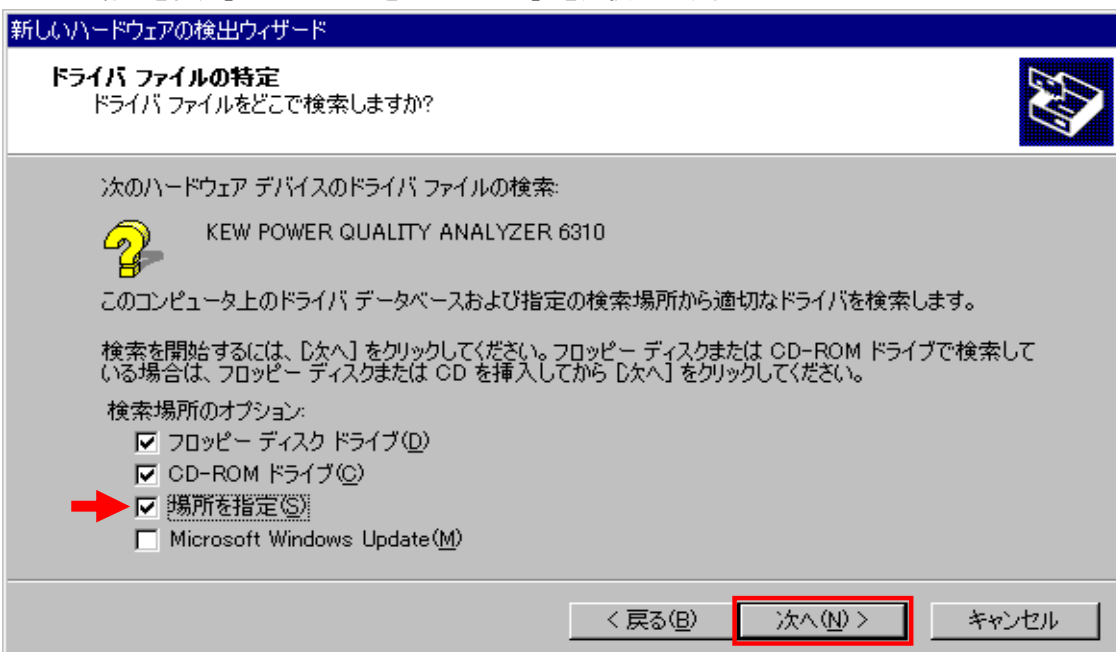 新しいハードウェアの検出ウィザード
ドライバ ファイルの特定
ドライバ ファイルをどこで検索しますか?
次のハードウェア デバイスのドライバ ファイルの検索:
KEW POWER QUALITY ANALYZER 6310
このコンピュータ上のドライバ データベースおよび指定の検索場所から適切なドライバを検索します。
検索を開始するには、[次へ] をクリックしてください。フロッピー ディスクまたは CD-ROM ドライブで検索して
いる場合は、フロッピー ディスクまたは CD を挿入してから [次へ] をクリックしてください。
検索場所のオプション:
フロッピー ディスク ドライブ(D)
CD-ROM ドライブ(C)
場所を指定(S)
Microsoft Windows Update(M)
< 戻る(B) 次へ(N) > キャンセル